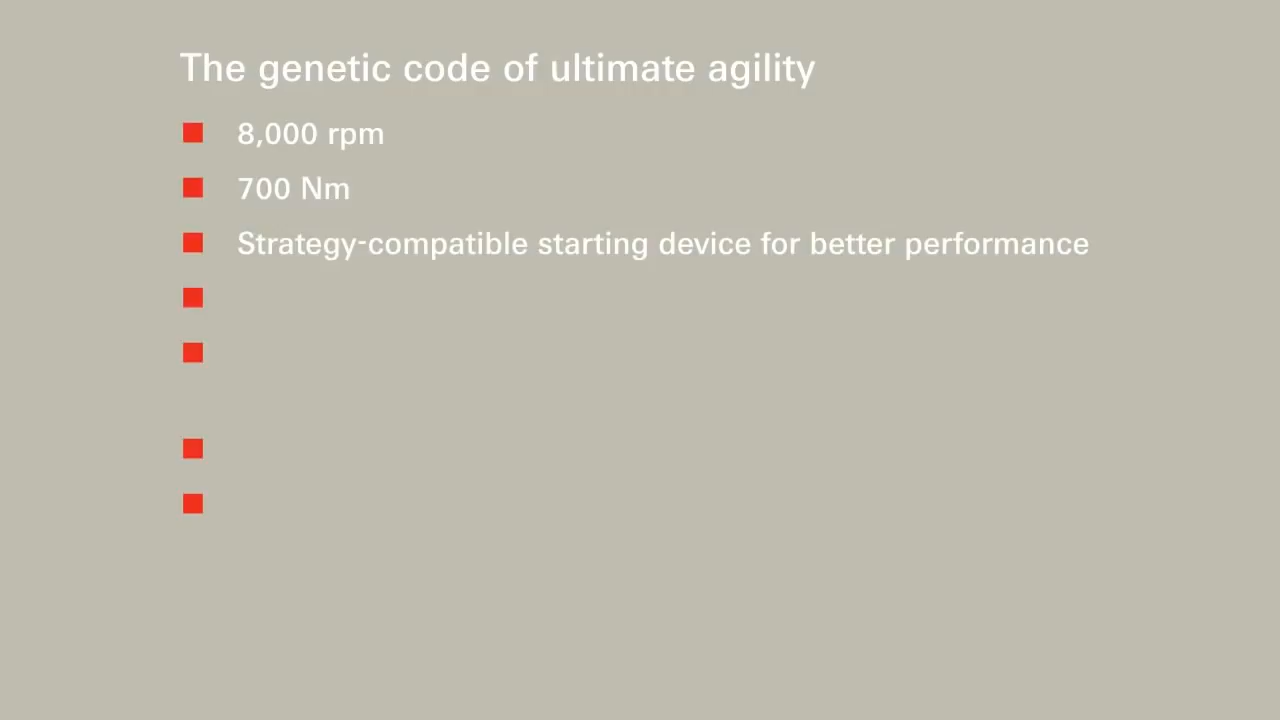 The genetic code of ultimate agility
8,000 rpm
700 Nm
Strategy-compatible starting device for better performance